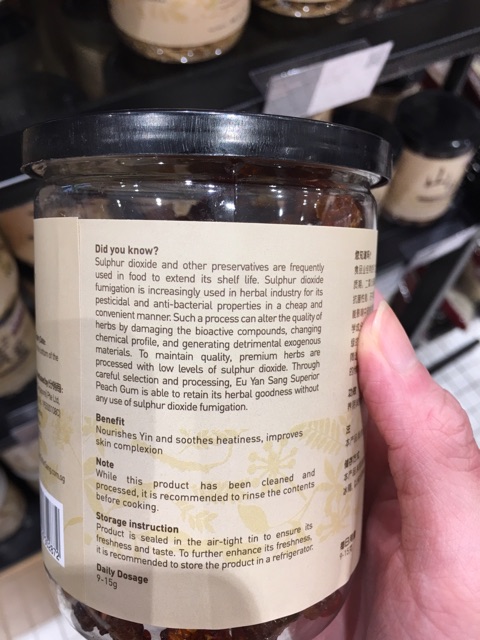 Did you know?
Sulphur dioxide and other preservatives are frequently
used in food to extend its shelf life. Sulphur dioxide
fumigation is increasingly used in herbal industry for its
pesticidal and anti-bacterial properties in a cheap and
convenient manner. Such a process can alter the quality of
herbs by damaging the bioactive compounds, changing
chemical profile, and generating detrimental exogenous
materials. To maintain quality, premium herbs are
processed with low levels of sulphur dioxide. Through
careful selection and processing, Eu Yan Sang Superior
Peach Gum is able to retain its herbal goodness without
any use of sulphur dioxide fumigation.
Benefit
Nourishes Yin and soothes heatiness, improves
skin complexion
Note
While this product has been cleaned and
processed, it is recommended to rinse the contents
before cooking.
Storage instruction
Product is sealed in the air-tight tin to ensure its
freshness and taste. To further enhance its freshness,
it is recommended to store the product in a refrigerator.
Daily Dosage
9-15g